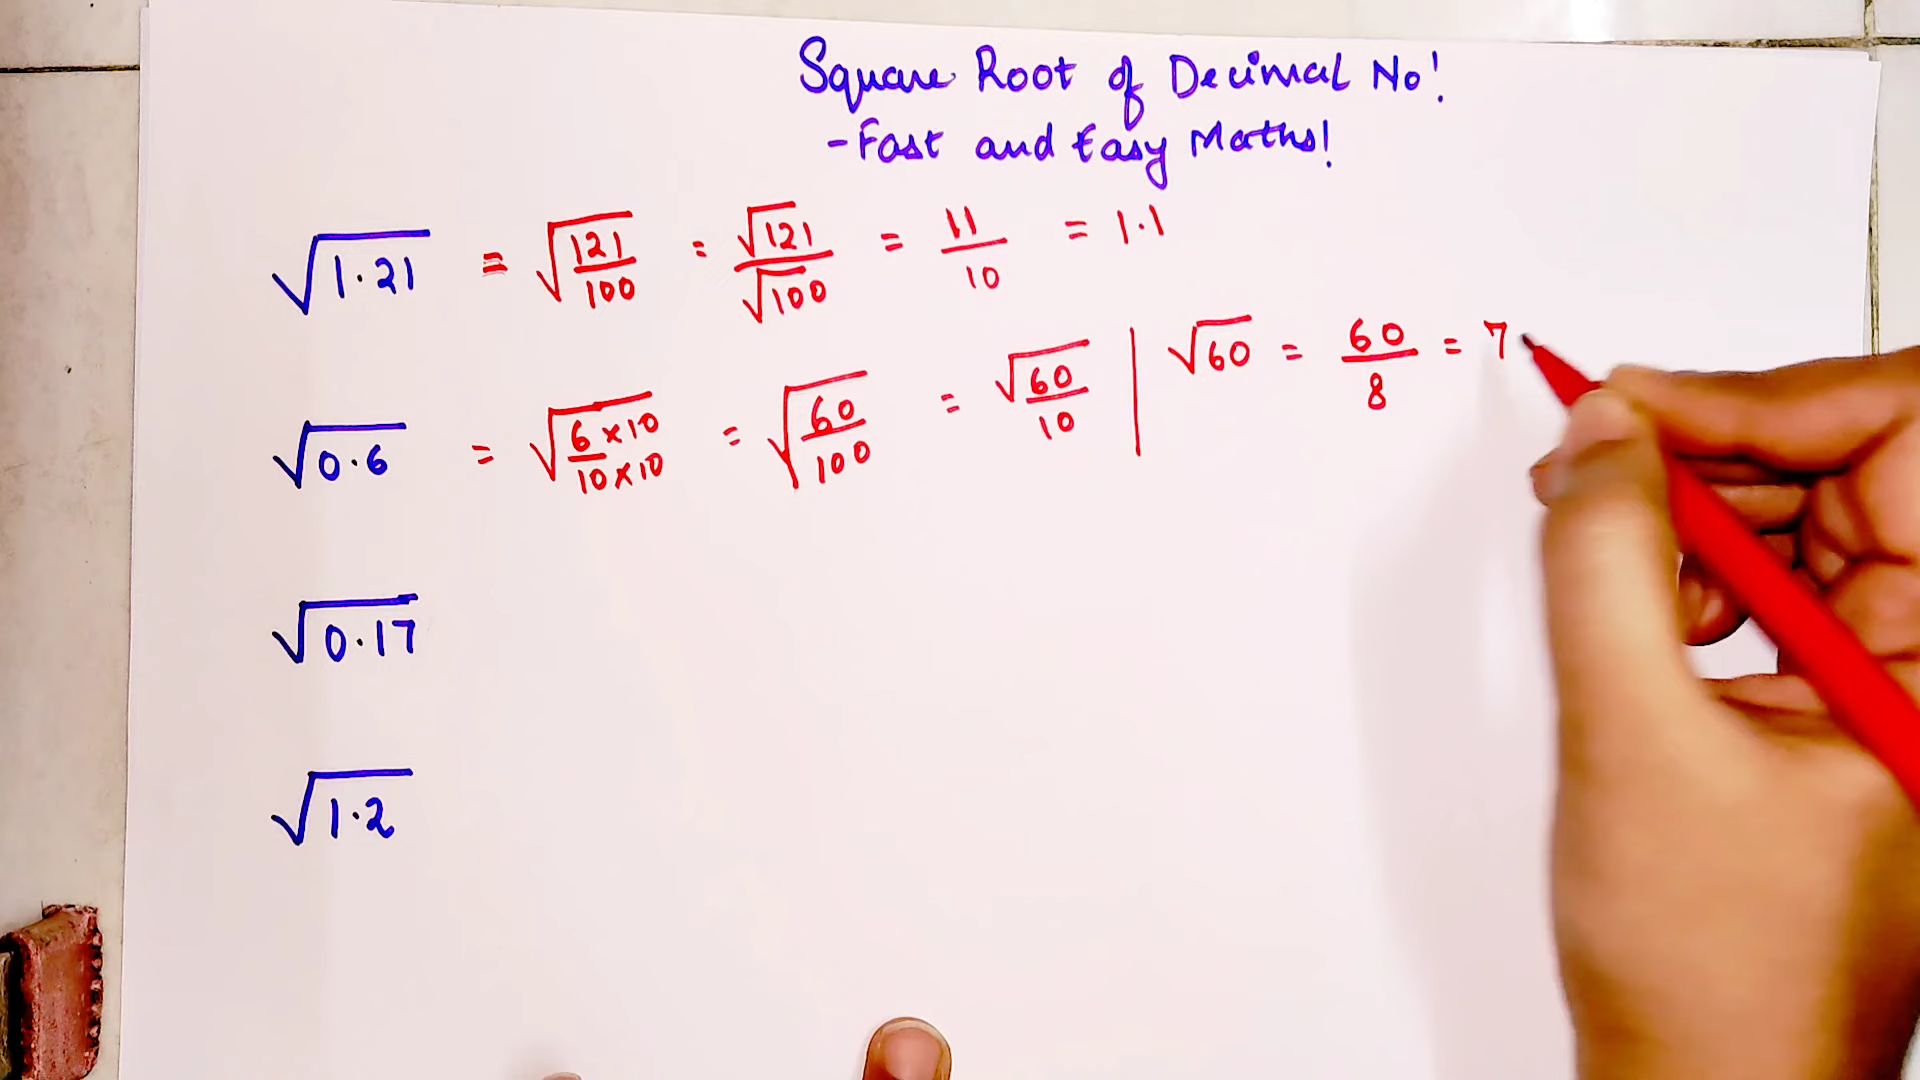 Square Root of Decimal No!
-Fast and Easy Maths!
√1.21 = √(121/100) = √121/√100 = 11/10 = 1.1
√0.6 = √(6×10/10×10) = √(60/100) = √60/10 | √60 = 60/8 = 7
√0.17
√1.2